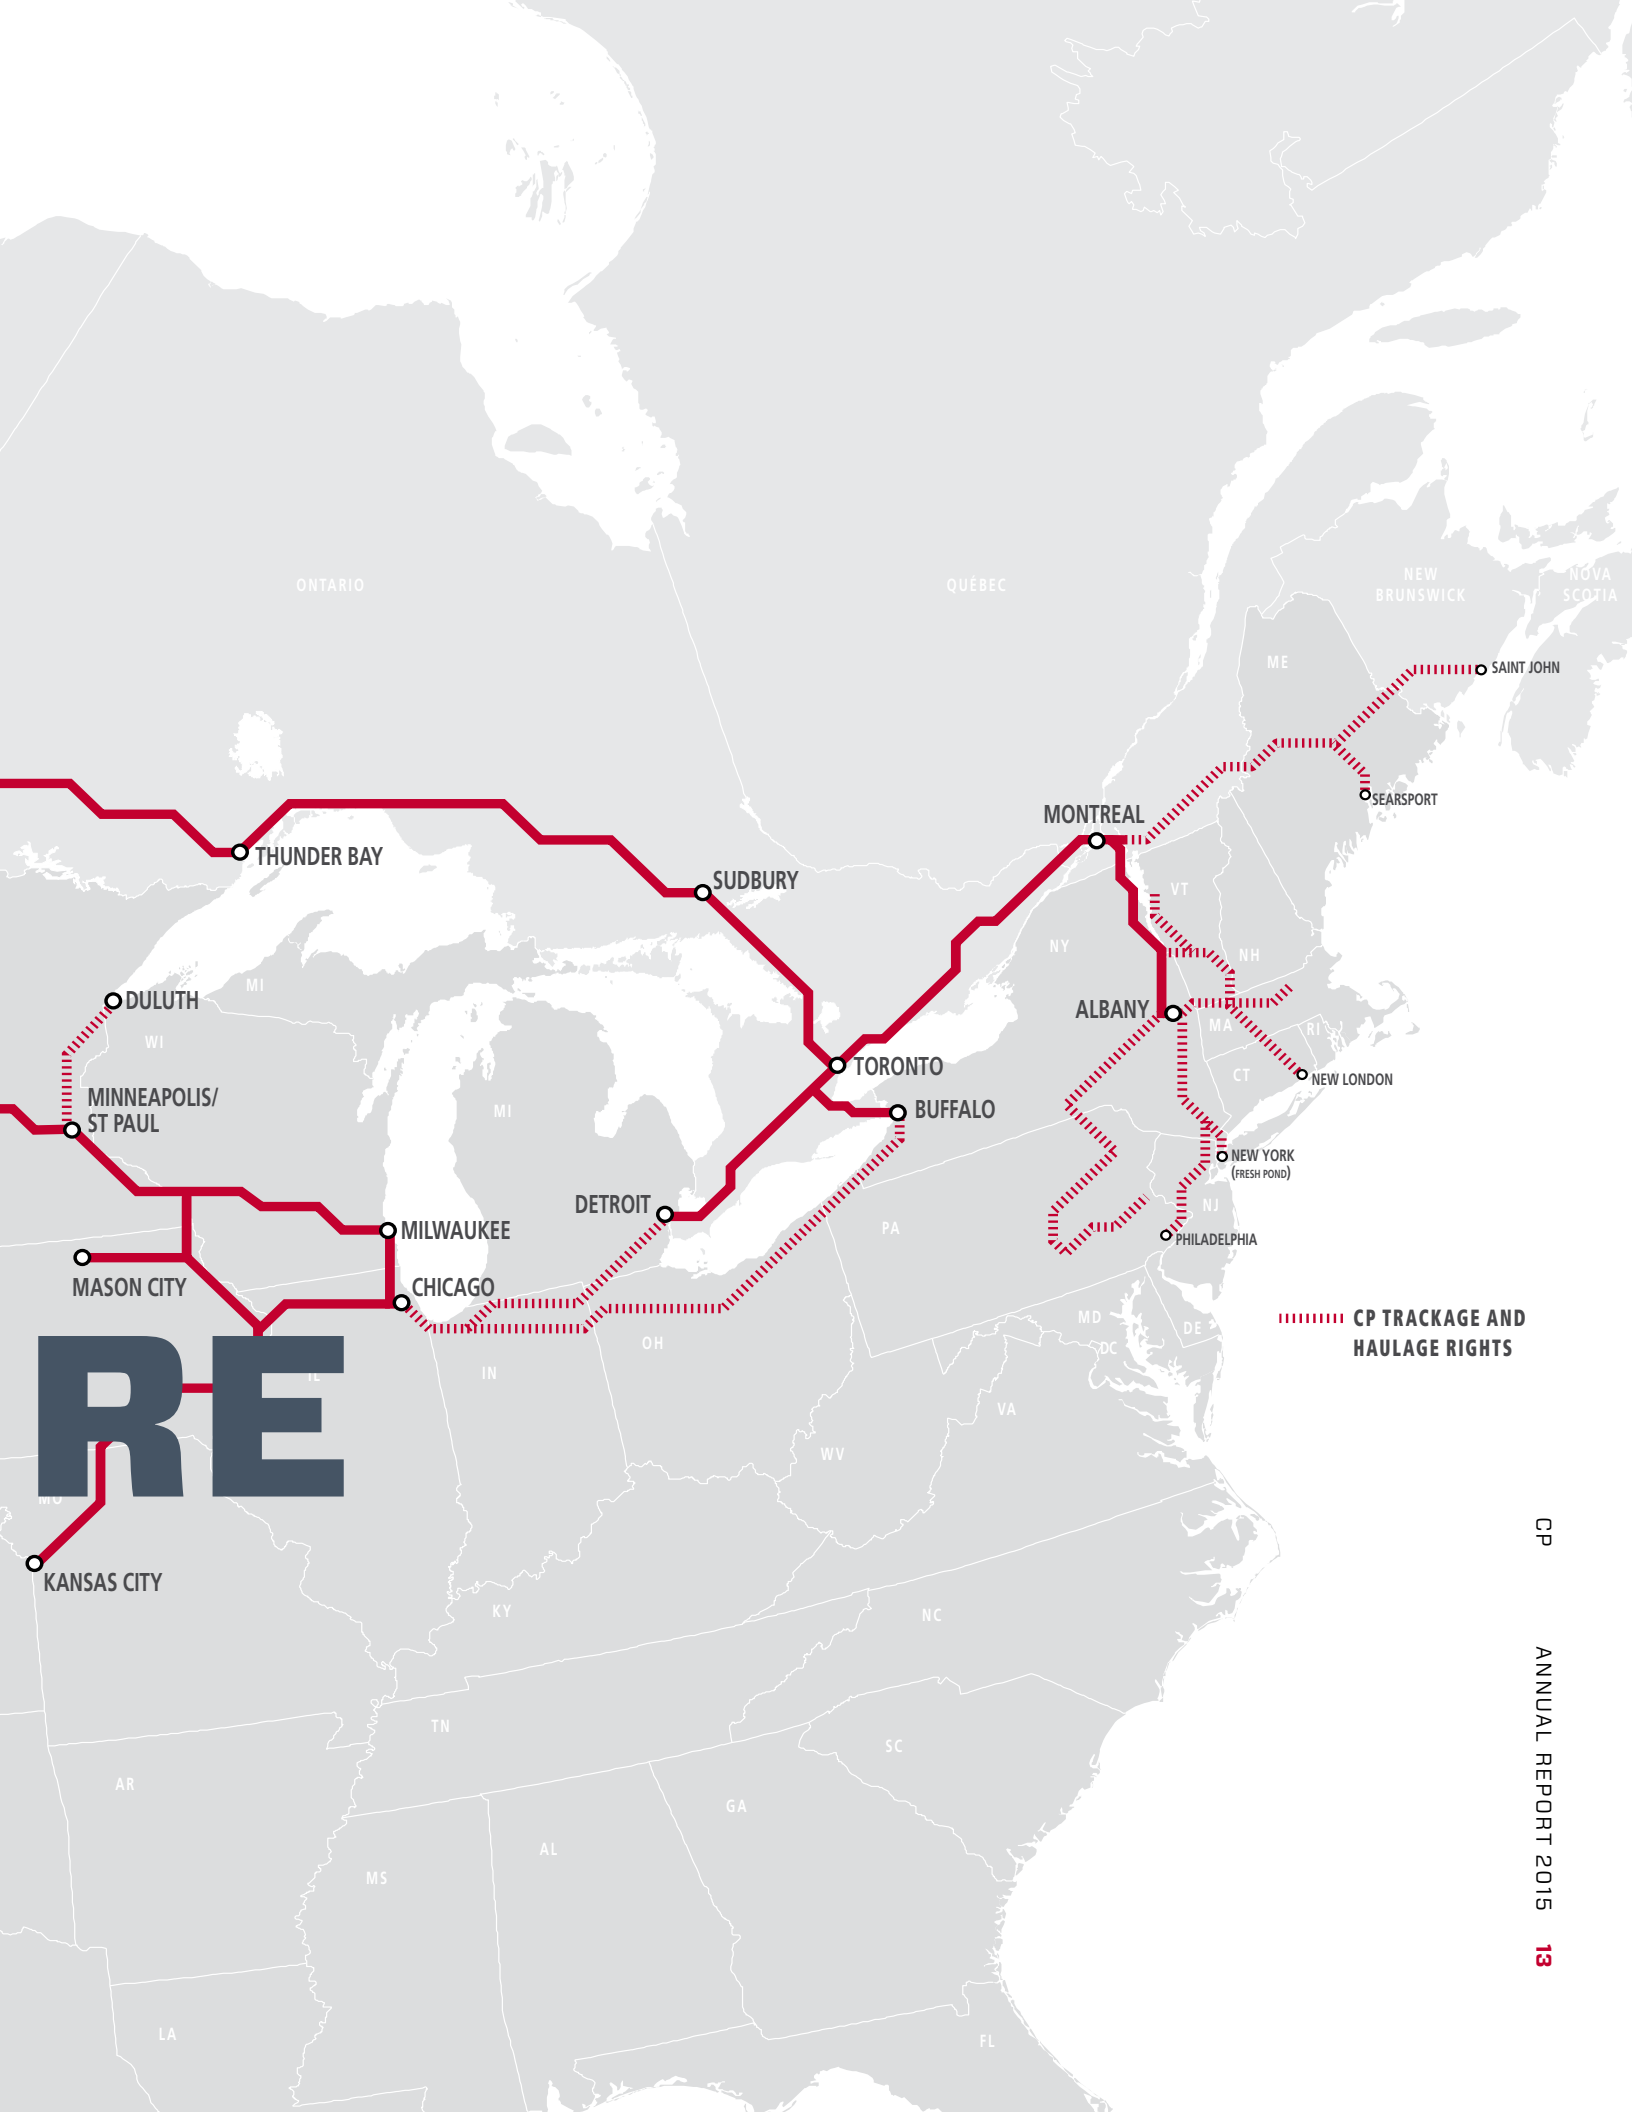 ONTARIO
QUÉBEC
NEW
BRUNSWICK
NOVA
SCOTIA
ME
SAINT JOHN
SEARSPORT
MONTREAL
THUNDER BAY
SUDBURY
VT
NY
NH
MI
DULUTH
ALBANY
MA
RI
WI
TORONTO
CT
NEW LONDON
MINNEAPOLIS/
ST PAUL
MI
BUFFALO
NEW YORK
(FRESH POND)
DETROIT
NJ
PA
MILWAUKEE
PHILADELPHIA
MASON CITY
CHICAGO
MD
DE
DC
CP TRACKAGE AND
HAULAGE RIGHTS
OH
IN
IL
RE
VA
WV
MO
KANSAS CITY
KY
NC
TN
SC
AR
GA
AL
MS
LA
FL
CP ANNUAL REPORT 2015 13